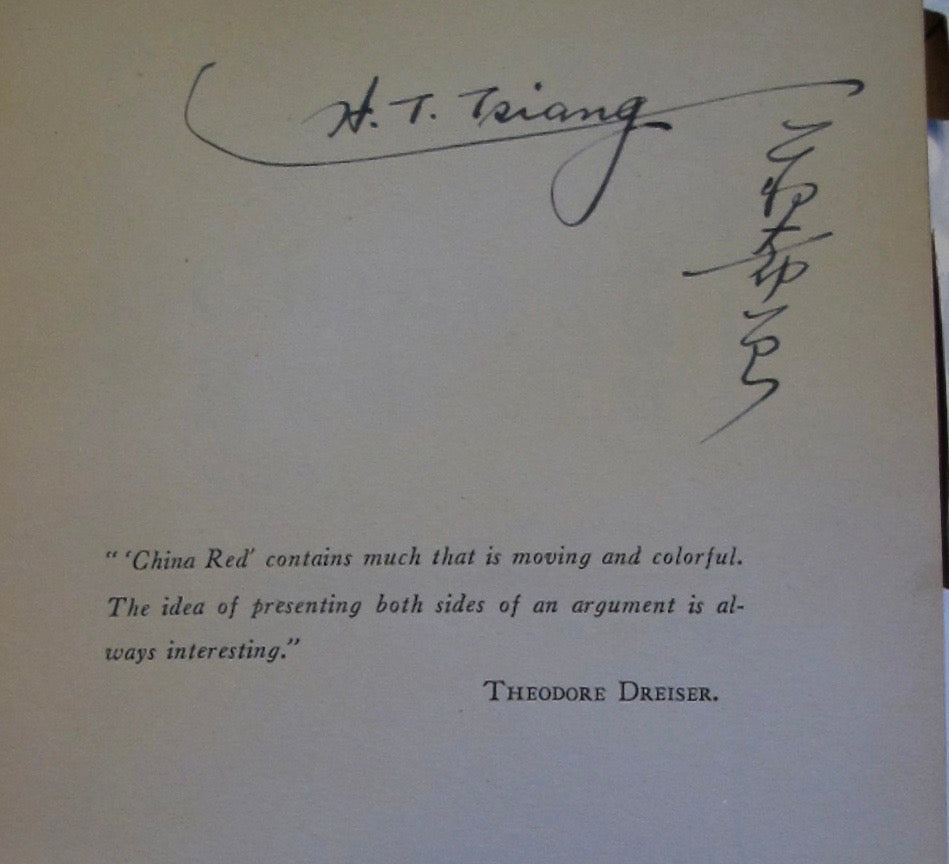 H. T. Tsiang
蔣希曾
“ ‘China Red’ contains much that is moving and colorful.
The idea of presenting both sides of an argument is al-
ways interesting.”
THEODORE DREISER.